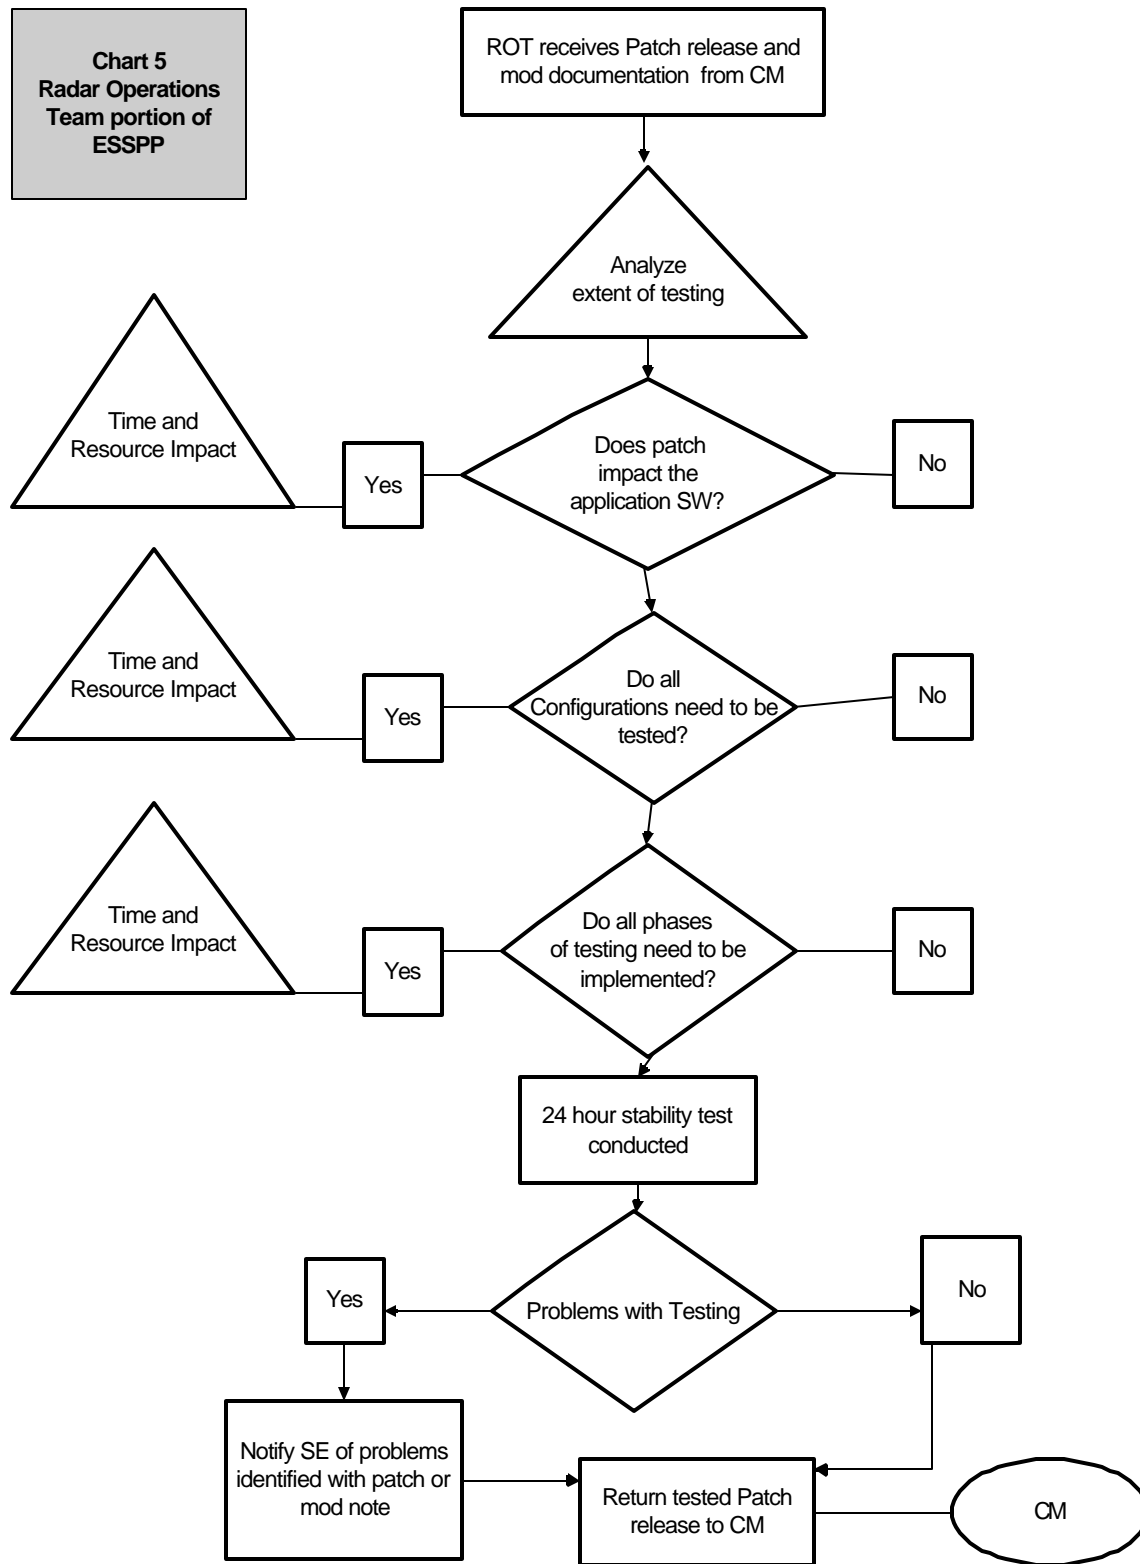 Chart 5
Radar Operations
Team portion of
ESSPP
ROT receives Patch release and
mod documentation from CM
Analyze
extent of testing
Time and
Resource Impact
Yes
Does patch
impact the
application SW?
No
Time and
Resource Impact
Yes
Do all
Configurations need to be
tested?
No
Time and
Resource Impact
Yes
Do all phases
of testing need to be
implemented?
No
24 hour stability test
conducted
Yes
Problems with Testing
No
Notify SE of problems
identified with patch or
mod note
Return tested Patch
release to CM
CM